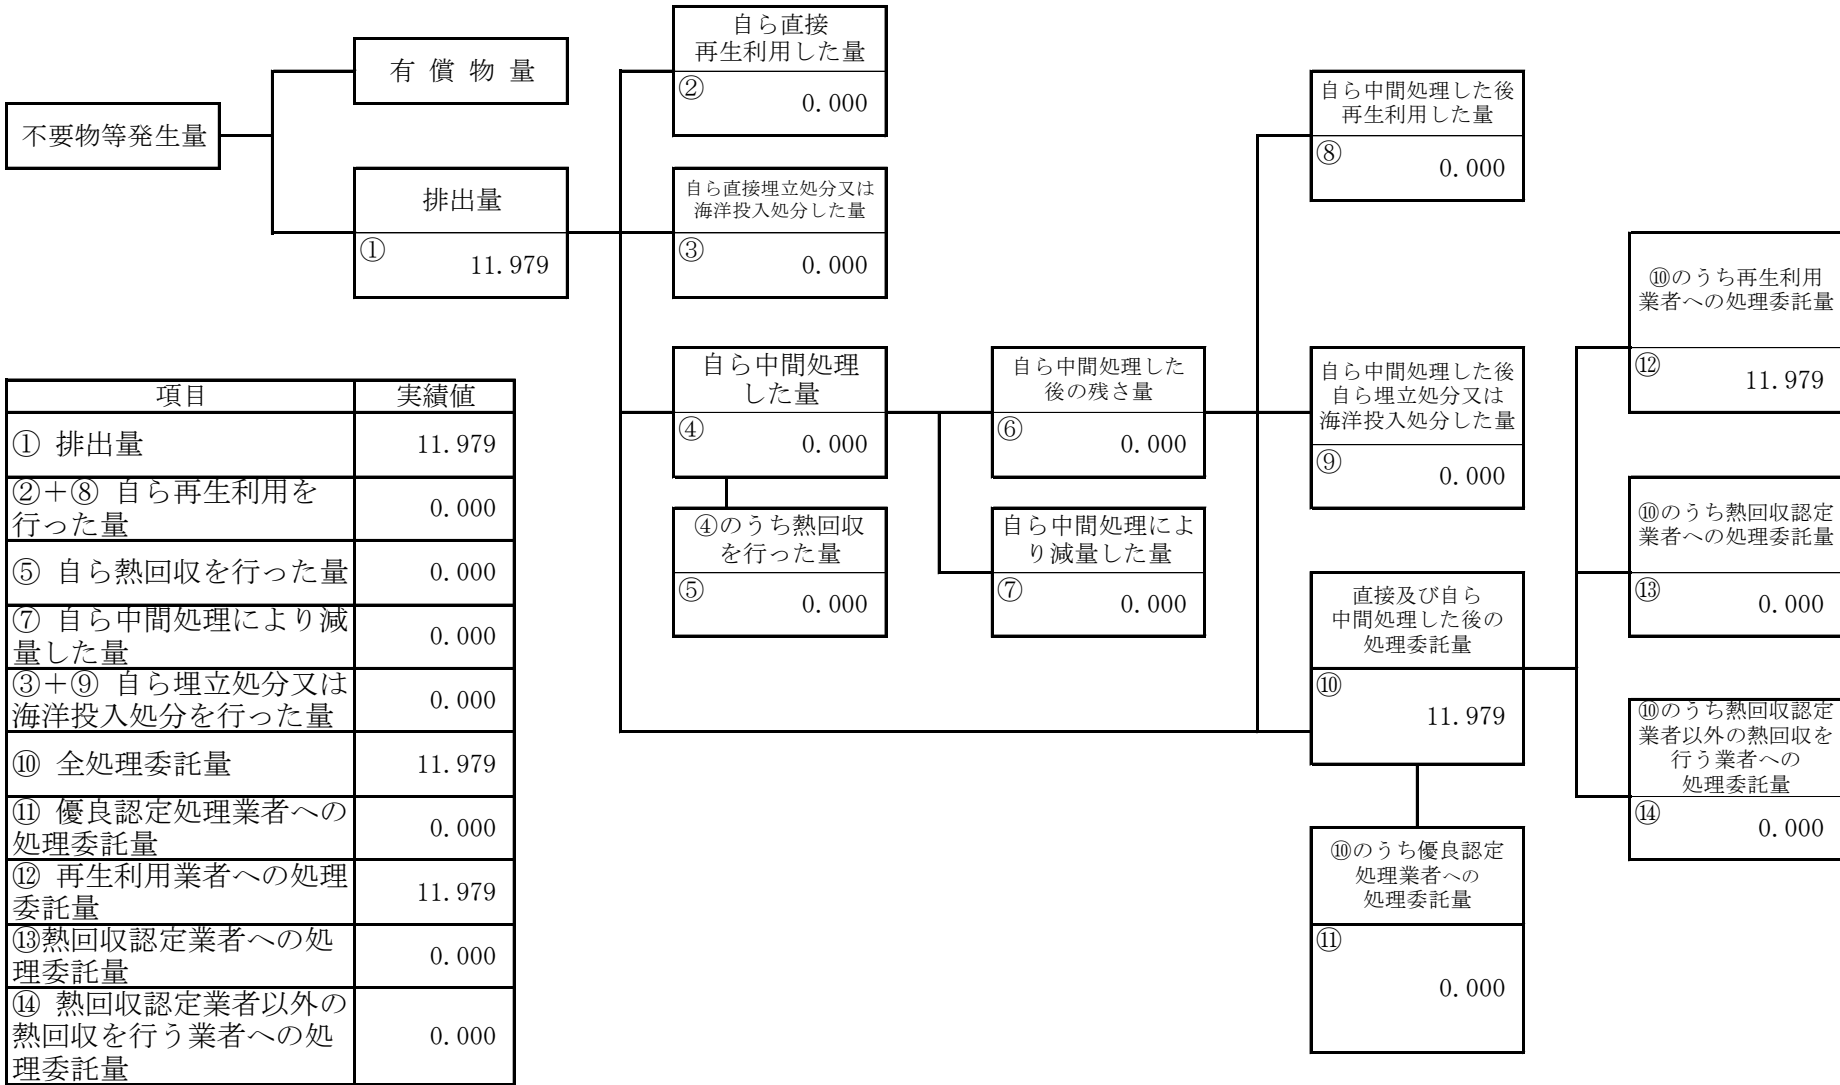 有 償 物 量
不要物等発生量
排出量
① 11.979
自ら直接
再生利用した量
② 0.000
自ら直接埋立処分又は
海洋投入処分した量
③ 0.000
自ら中間処理
した量
④ 0.000
④のうち熱回収
を行った量
⑤ 0.000
自ら中間処理した
後の残さ量
⑥ 0.000
自ら中間処理によ
り減量した量
⑦ 0.000
自ら中間処理した後
再生利用した量
⑧ 0.000
自ら中間処理した後
自ら埋立処分又は
海洋投入処分した量
⑨ 0.000
直接及び自ら
中間処理した後の
処理委託量
⑩ 11.979
⑩のうち優良認定
処理業者への
処理委託量
⑪ 0.000
⑩のうち再生利用
業者への処理委託量
⑫ 11.979
⑩のうち熱回収認定
業者への処理委託量
⑬ 0.000
⑩のうち熱回収認定
業者以外の熱回収を
行う業者への
処理委託量
⑭ 0.000
項目 実績値
① 排出量 11.979
②＋⑧ 自ら再生利用を
行った量 0.000
⑤ 自ら熱回収を行った量 0.000
⑦ 自ら中間処理により減
量した量 0.000
③＋⑨ 自ら埋立処分又は
海洋投入処分を行った量 0.000
⑩ 全処理委託量 11.979
⑪ 優良認定処理業者への
処理委託量 0.000
⑫ 再生利用業者への処理
委託量 11.979
⑬熱回収認定業者への処
理委託量 0.000
⑭ 熱回収認定業者以外の
熱回収を行う業者への処
理委託量 0.000